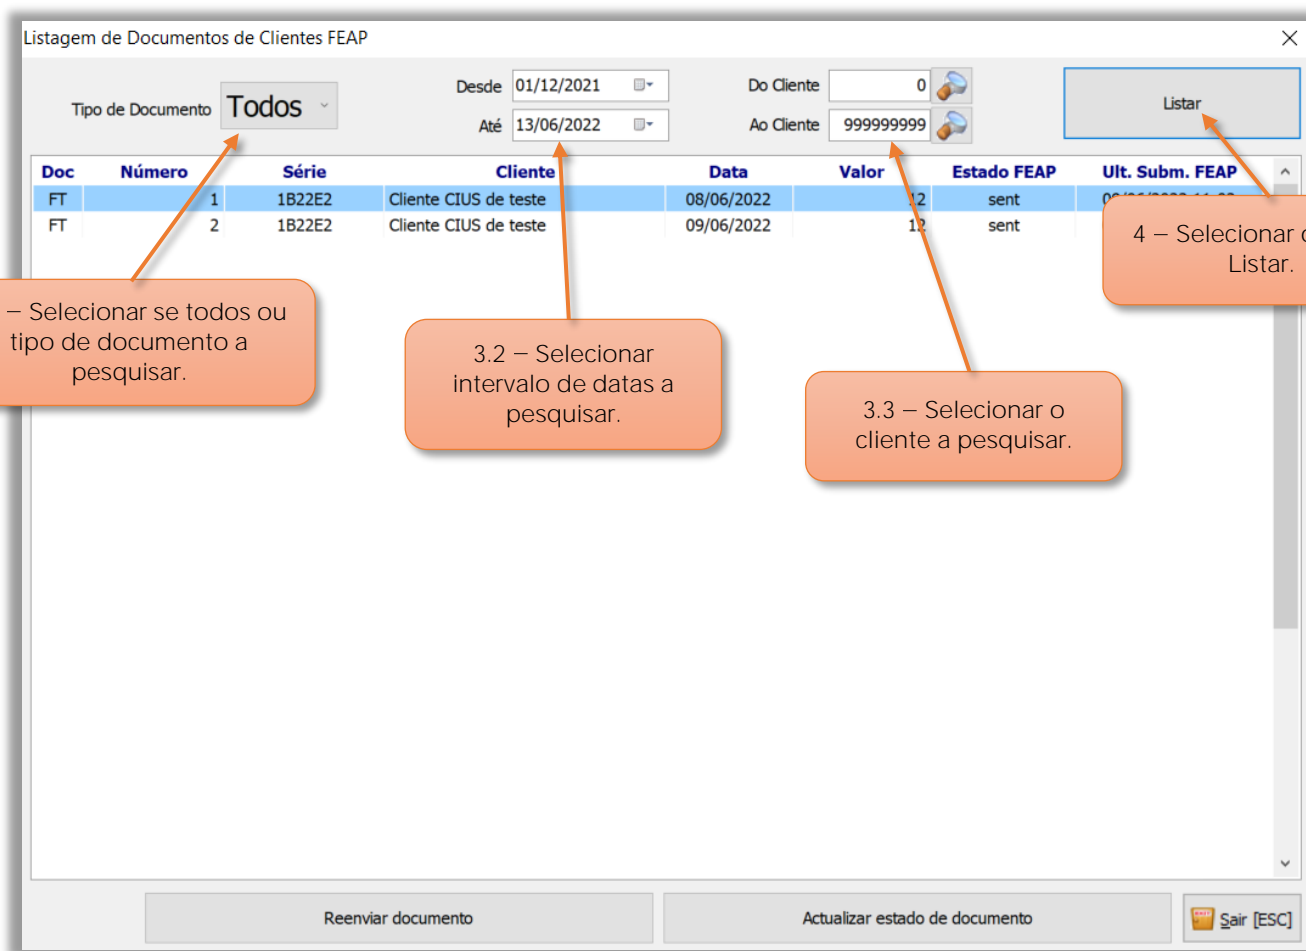 Listagem de Documentos de Clientes FEAP
Tipo de Documento Todos
Desde 01/12/2021
Até 13/06/2022
Do Cliente 0
Ao Cliente 999999999
Listar
Doc Número Série Cliente Data Valor Estado FEAP Ult. Subm. FEAP
FT 1 1B22E2 Cliente CIUS de teste 08/06/2022 12 sent
FT 2 1B22E2 Cliente CIUS de teste 09/06/2022 12 sent
– Selecionar se todos ou
tipo de documento a
pesquisar.
3.2 – Selecionar
intervalo de datas a
pesquisar.
3.3 – Selecionar o
cliente a pesquisar.
4 – Selecionar
Listar.
Reenviar documento
Actualizar estado de documento
Sair [ESC]